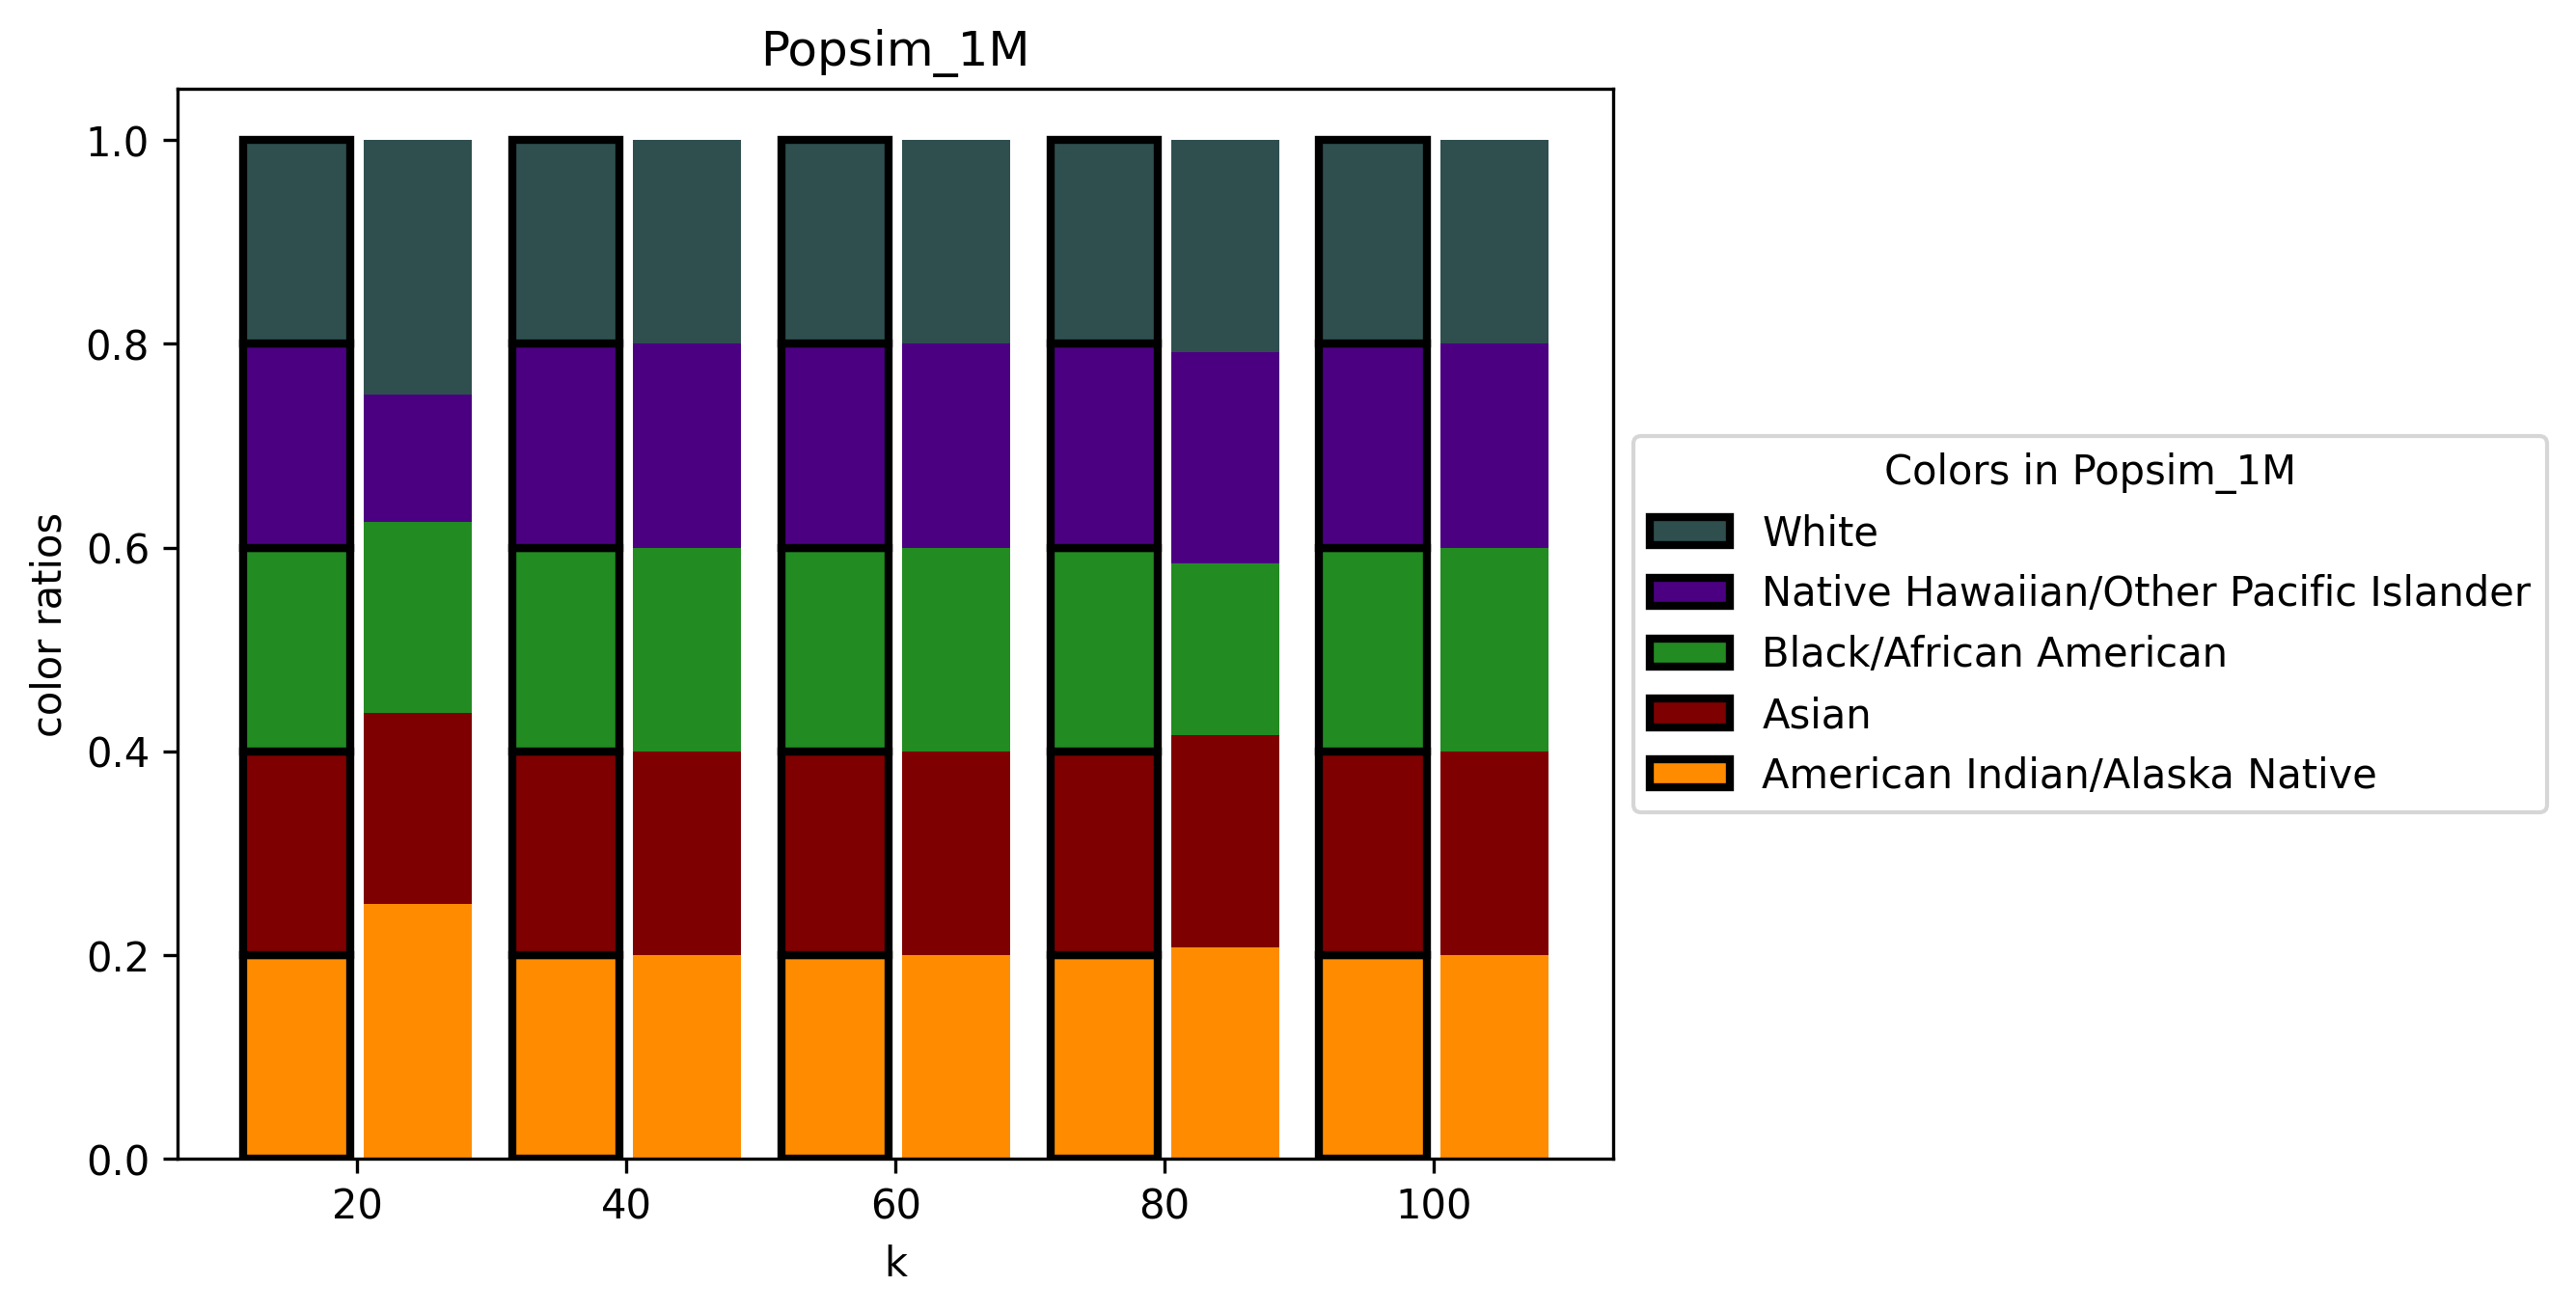 Popsim_1M
1.0
0.8
0.6
0.4
0.2
0.0
color ratios
20 40 60 80 100
k
Colors in Popsim_1M
White
Native Hawaiian/Other Pacific Islander
Black/African American
Asian
American Indian/Alaska Native